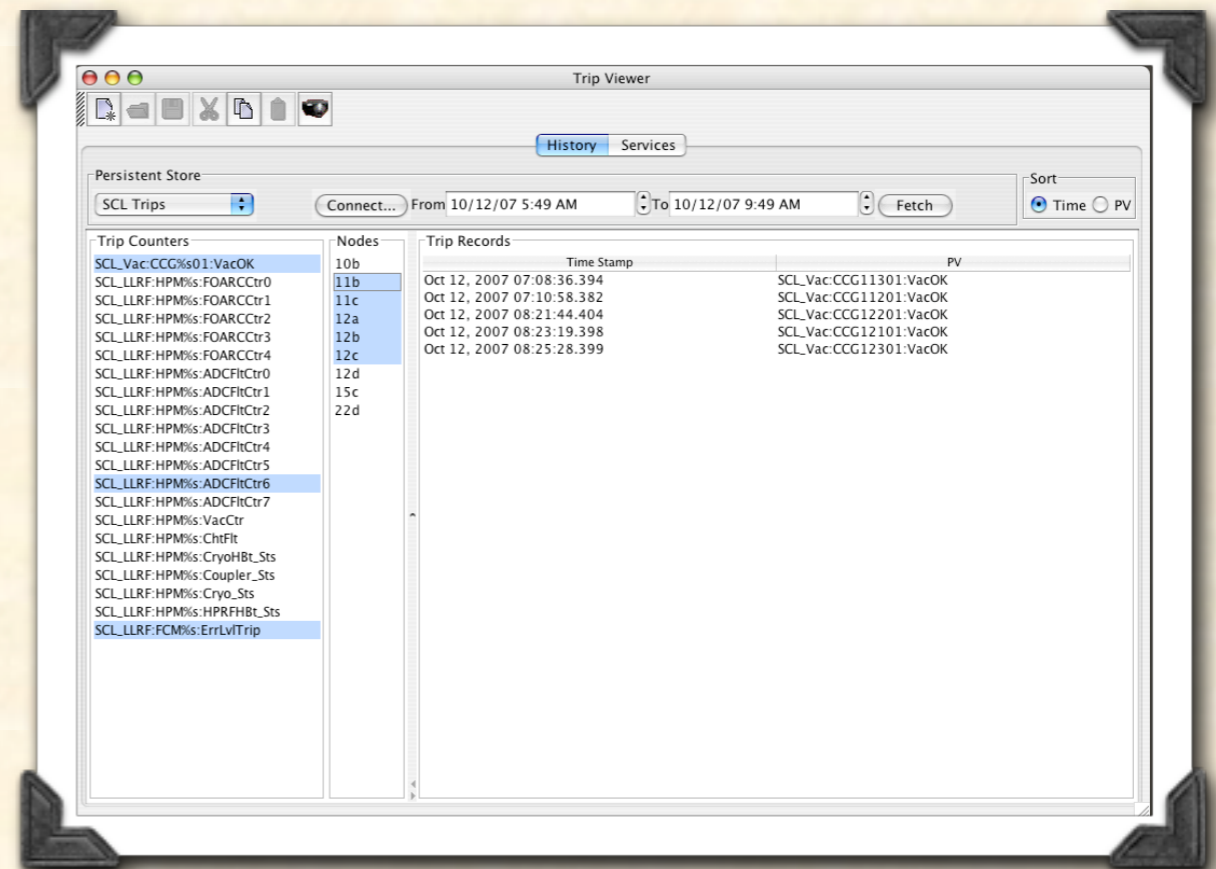 Trip Viewer
History Services
Persistent Store
Sort
SCL Trips Connect... From 10/12/07 5:49 AM To 10/12/07 9:49 AM Fetch Time PV
Trip Counters
SCL_Vac:CCG%s01:VacOK
SCL_LLRF:HPM%s:FOARCCtr0
SCL_LLRF:HPM%s:FOARCCtr1
SCL_LLRF:HPM%s:FOARCCtr2
SCL_LLRF:HPM%s:FOARCCtr3
SCL_LLRF:HPM%s:FOARCCtr4
SCL_LLRF:HPM%s:ADCFltCtr0
SCL_LLRF:HPM%s:ADCFltCtr1
SCL_LLRF:HPM%s:ADCFltCtr2
SCL_LLRF:HPM%s:ADCFltCtr3
SCL_LLRF:HPM%s:ADCFltCtr4
SCL_LLRF:HPM%s:ADCFltCtr5
SCL_LLRF:HPM%s:ADCFltCtr6
SCL_LLRF:HPM%s:ADCFltCtr7
SCL_LLRF:HPM%s:VacCtr
SCL_LLRF:HPM%s:ChtFlt
SCL_LLRF:HPM%s:CryoHBt_Sts
SCL_LLRF:HPM%s:Coupler_Sts
SCL_LLRF:HPM%s:Cryo_Sts
SCL_LLRF:HPM%s:HPRFHBt_Sts
SCL_LLRF:FCM%s:ErrLvlTrip
Nodes
10b
11b
11c
12a
12b
12c
12d
15c
22d
Trip Records
Time Stamp PV
Oct 12, 2007 07:08:36.394 SCL_Vac:CCG11301:VacOK
Oct 12, 2007 07:10:58.382 SCL_Vac:CCG11201:VacOK
Oct 12, 2007 08:21:44.404 SCL_Vac:CCG12201:VacOK
Oct 12, 2007 08:23:19.398 SCL_Vac:CCG12101:VacOK
Oct 12, 2007 08:25:28.399 SCL_Vac:CCG12301:VacOK